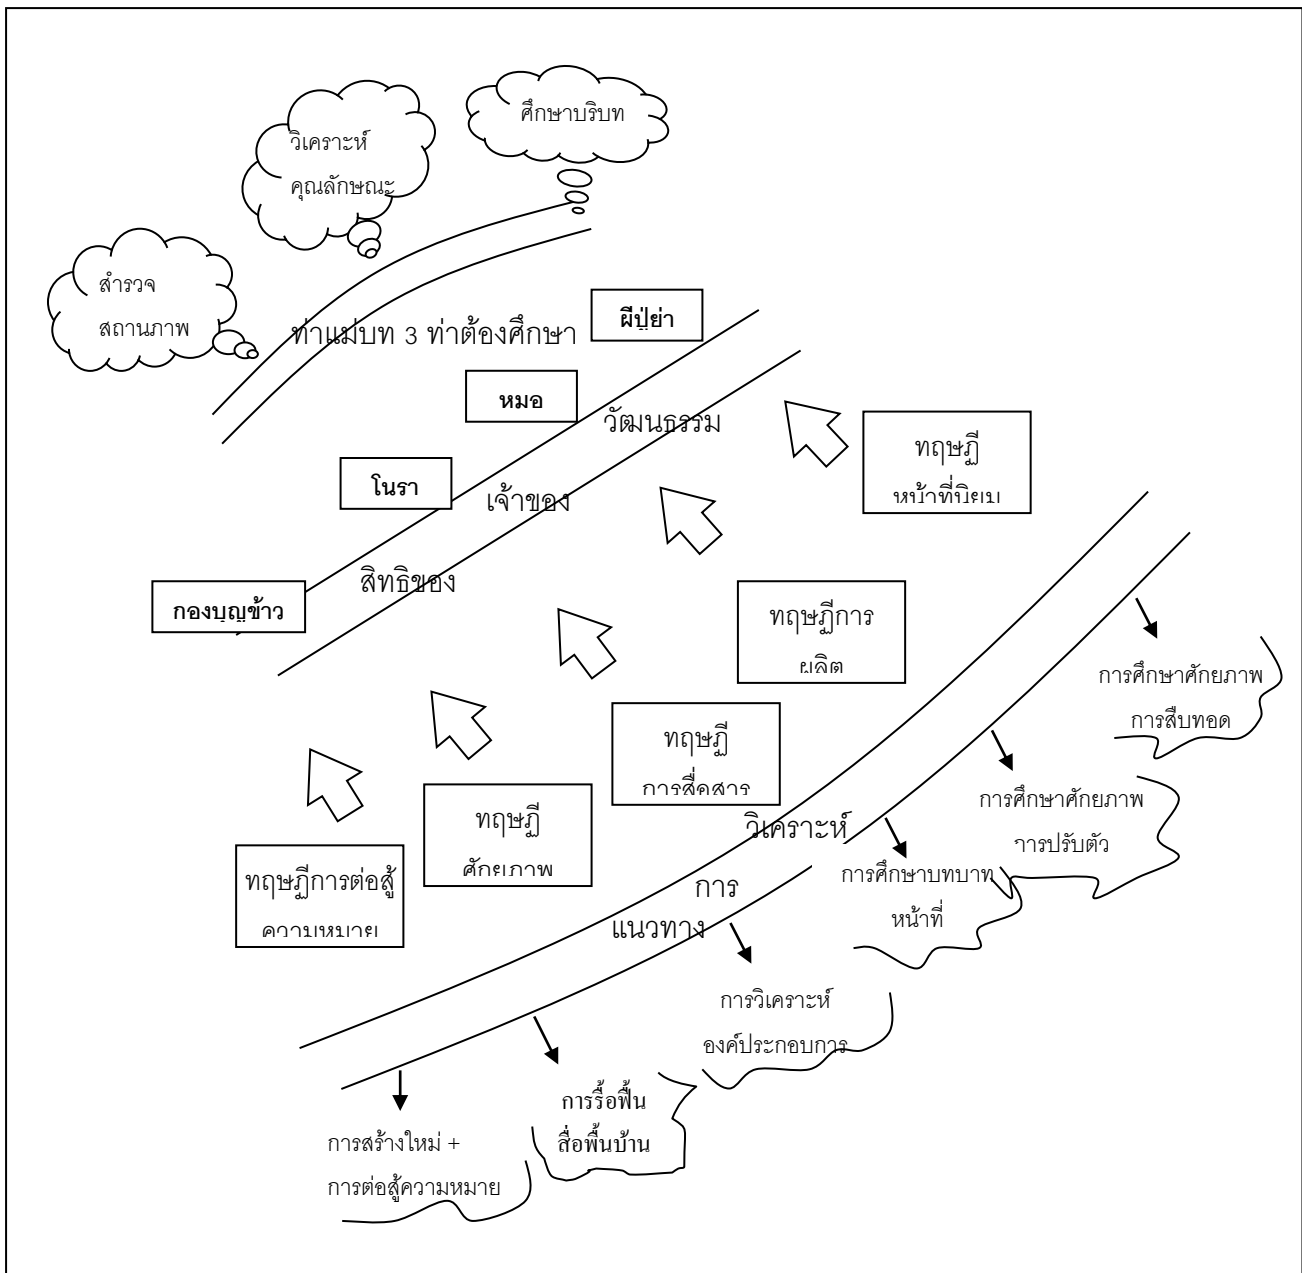 ศึกษาบริบท
วิเคราะห์
คุณลักษณะ
สำรวจ
สถานภาพ
ท่าแม่บท 3 ท่าต้องศึกษา
ผีปู่ย่า
หมอ
โนรา
กองบุญข้าว
วัฒนธรรม
เจ้าของ
สิทธิของ
ทฤษฎี
หน้าที่นิยม
ทฤษฎีการ
ผลิต
ทฤษฎี
การสื่อสาร
ทฤษฎี
ศักยภาพ
ทฤษฎีการต่อสู้
ความหมาย
วิเคราะห์
การ
แนวทาง
การศึกษาศักยภาพ
การสืบทอด
การศึกษาศักยภาพ
การปรับตัว
การศึกษาบทบาท
หน้าที่
การวิเคราะห์
องค์ประกอบการ
การรื้อฟื้น
สื่อพื้นบ้าน
การสร้างใหม่ +
การต่อสู้ความหมาย